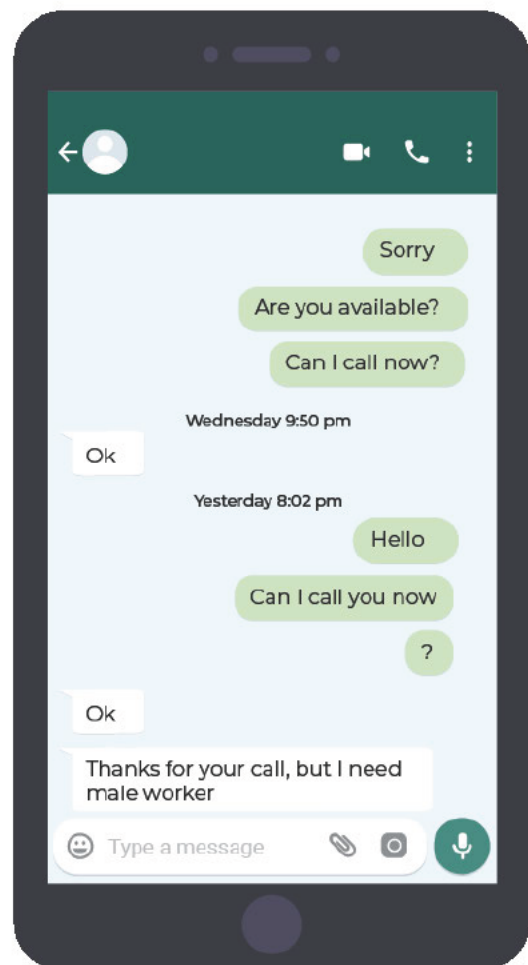 Sorry
Are you available?
Can I call now?
Wednesday 9:50 pm
Ok
Yesterday 8:02 pm
Hello
Can I call you now
?
Ok
Thanks for your call, but I need
male worker
Type a message